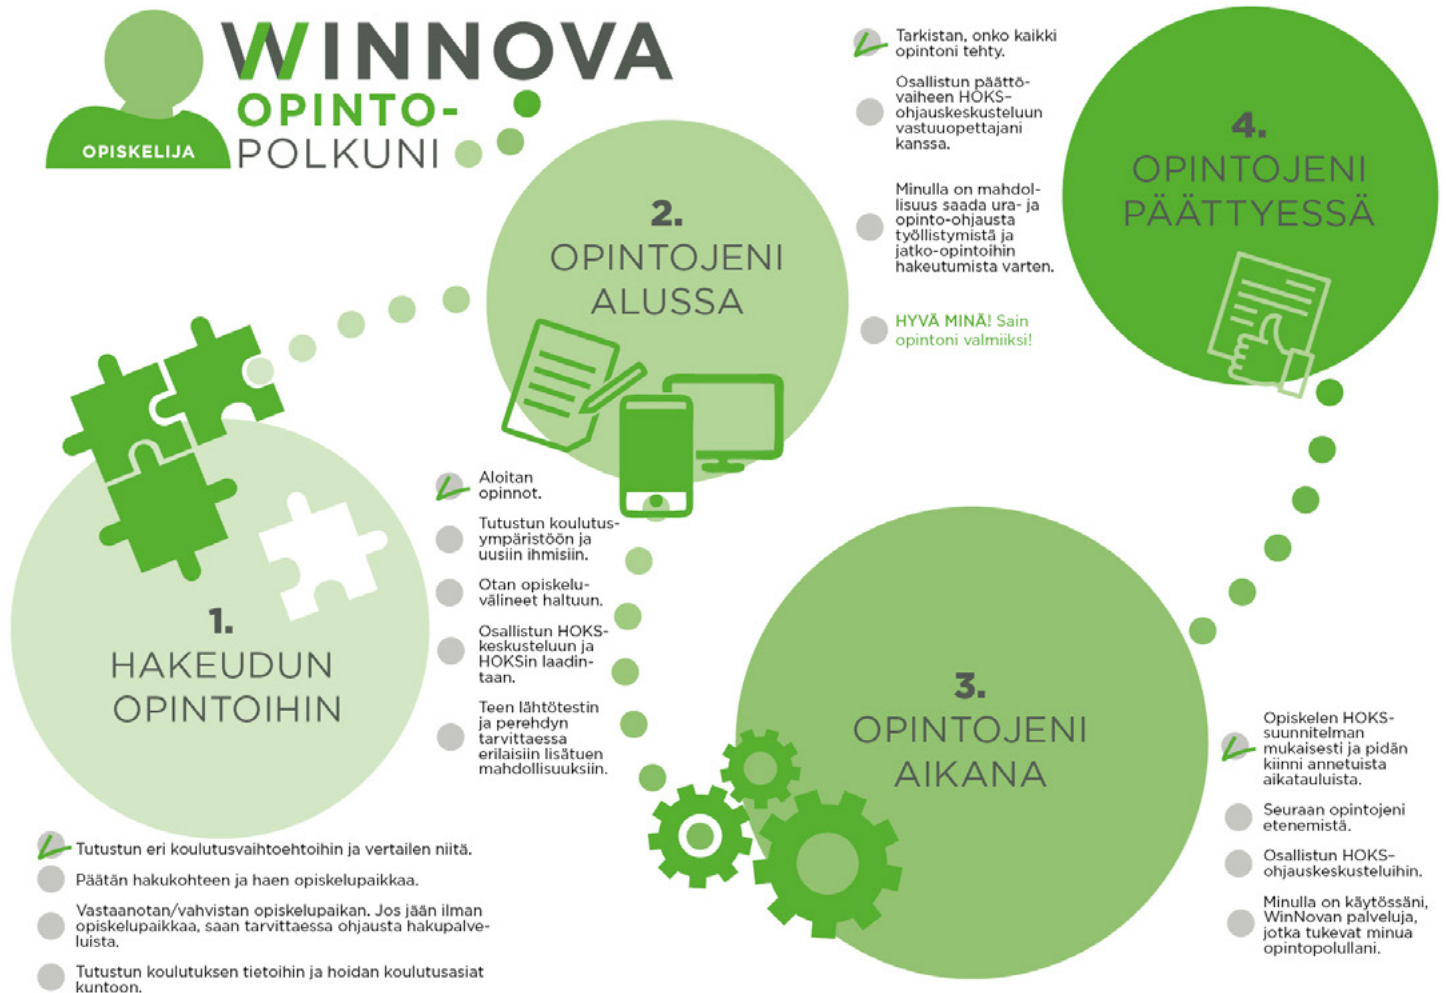 WINNOVA
OPINTO-
POLKUNI
OPISKELIJA
1.
HAKEUDUN
OPINTOIHIN
Tutustun eri koulutusvaihtoehtoihin ja vertailen niitä.
Päätän hakukohteen ja haen opiskelupaikkaa.
Vastaanotan/vahvistan opiskelupaikan. Jos jään ilman
opiskelupaikkaa, saan tarvittaessa ohjausta hakupalve-
luista.
Tutustun koulutuksen tietoihin ja hoidan koulutusasiat
kuntoon.
2.
OPINTOJENI
ALUSSA
Aloitan
opinnot.
Tutustun koulutus-
ympäristöön ja
uusiin ihmisiin.
Otan opiskelu-
välineet haltuun.
Osallistun HOKS-
keskusteluun ja
HOKSin laadin-
taan.
Teen lähtötestin
ja perehdyn
tarvittaessa
erilaisiin lisätuen
mahdollisuuksiin.
3.
OPINTOJENI
AIKANA
Opiskelen HOKS-
suunnitelman
mukaisesti ja pidän
kiinni annetuista
aikatauluista.
Seuraan opintojeni
etenemistä.
Osallistun HOKS–
ohjauskeskusteluihin.
Minulla on käytössäni,
WinNovan palveluja,
jotka tukevat minua
opintopolullani.
4.
OPINTOJENI
PÄÄTTYESSÄ
Tarkistan, onko kaikki
opintoni tehty.
Osallistun päättö-
vaiheen HOKS–
ohjauskeskusteluun
vastuuopettajani
kanssa.
Minulla on mahdol-
lisuus saada ura- ja
opinto-ohjausta
työllistymistä ja
jatko-opintoihin
hakeutumista varten.
HYVÄ MINÄ! Sain
opintoni valmiiksi!